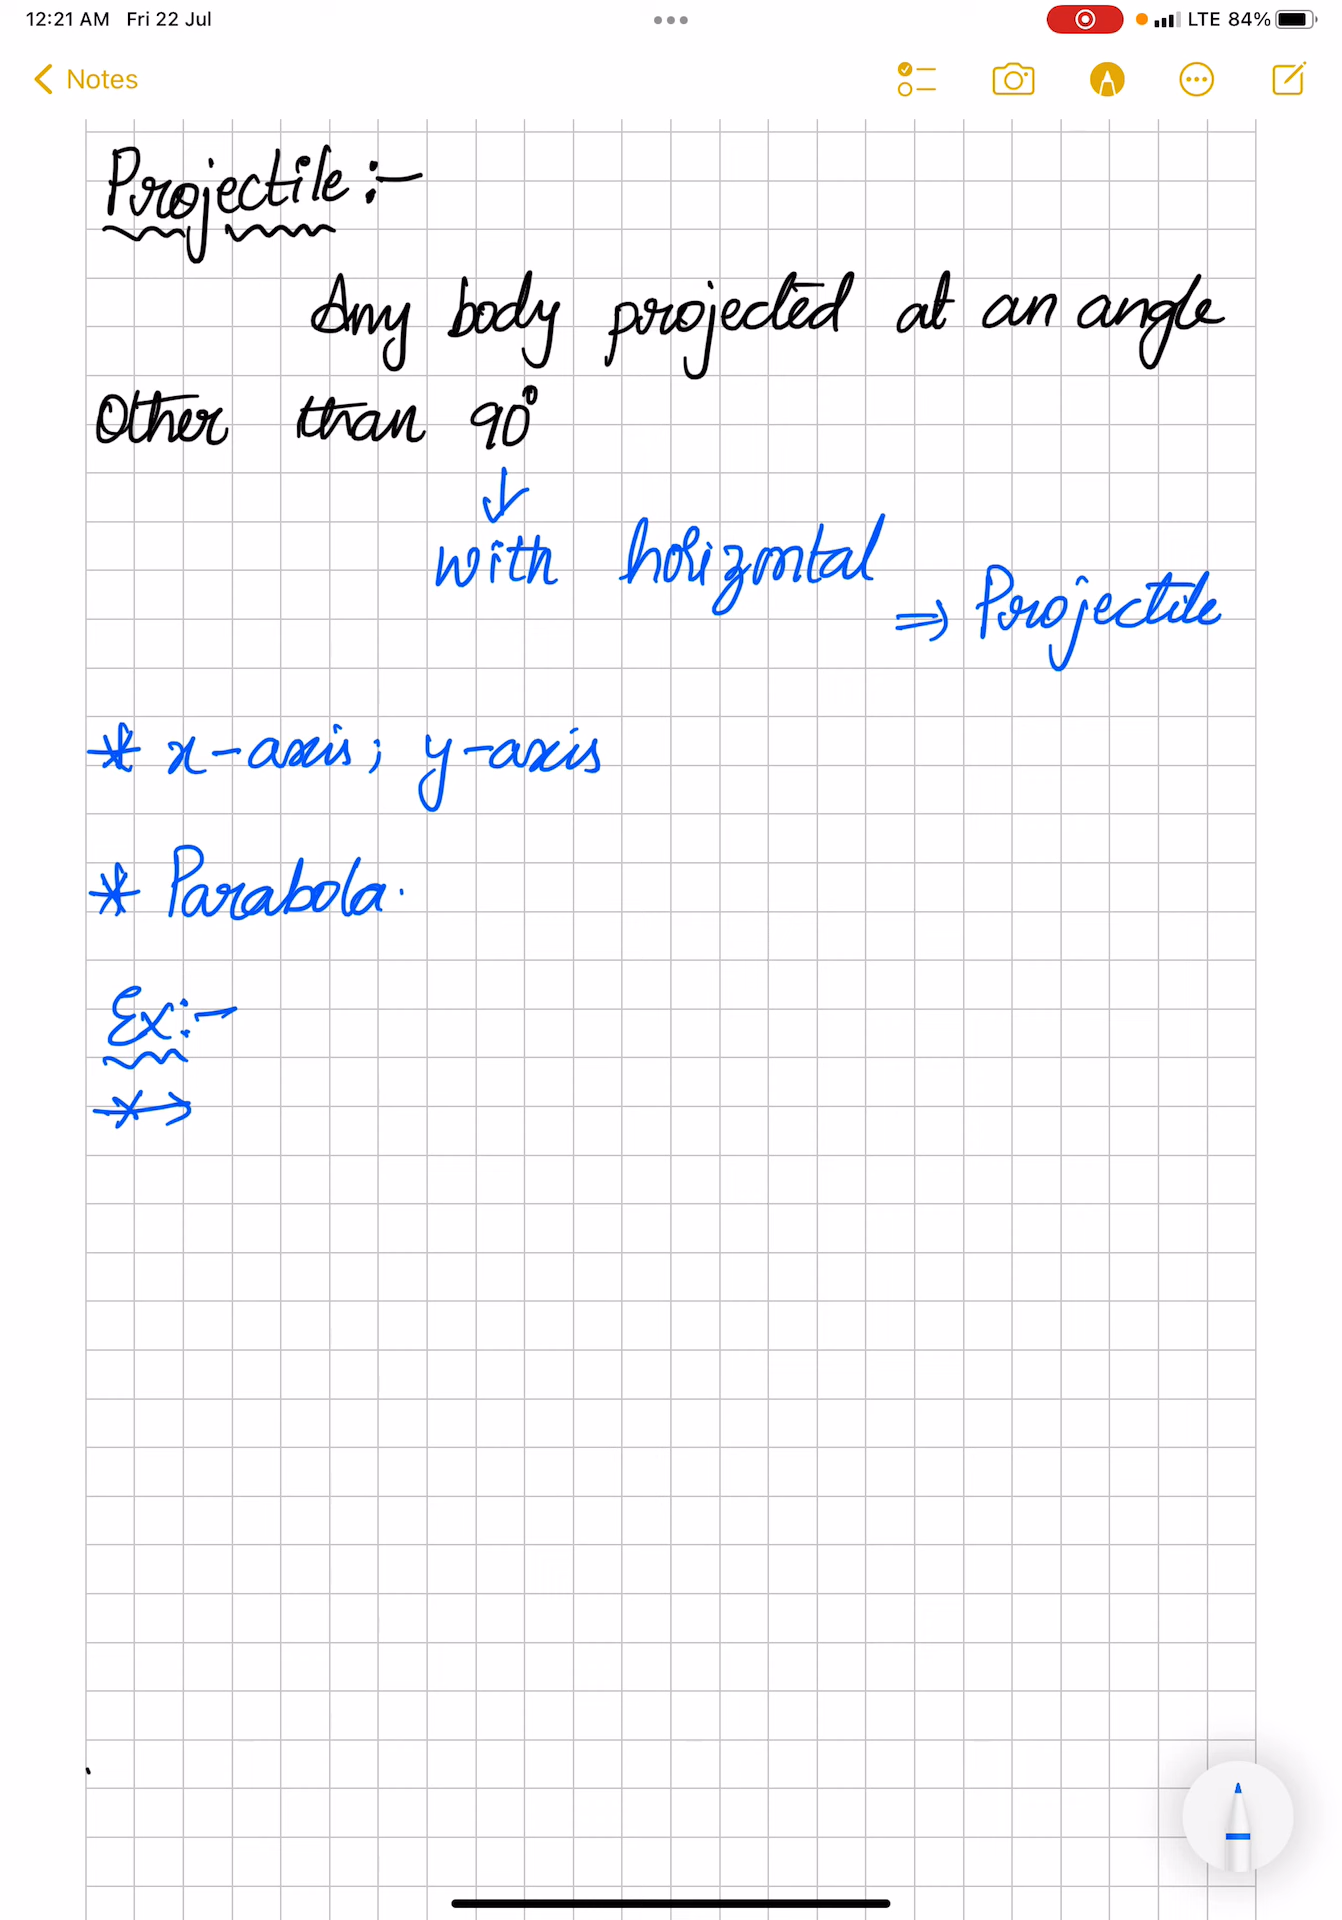 12:21 AM Fri 22 Jul
LTE 84%
Notes
Projectile:-
Any body projected at an angle
Other than 90°
↓
with horizontal
⇒ Projectile
* x-axis; y-axis
* Parabola.
Ex:-
*→